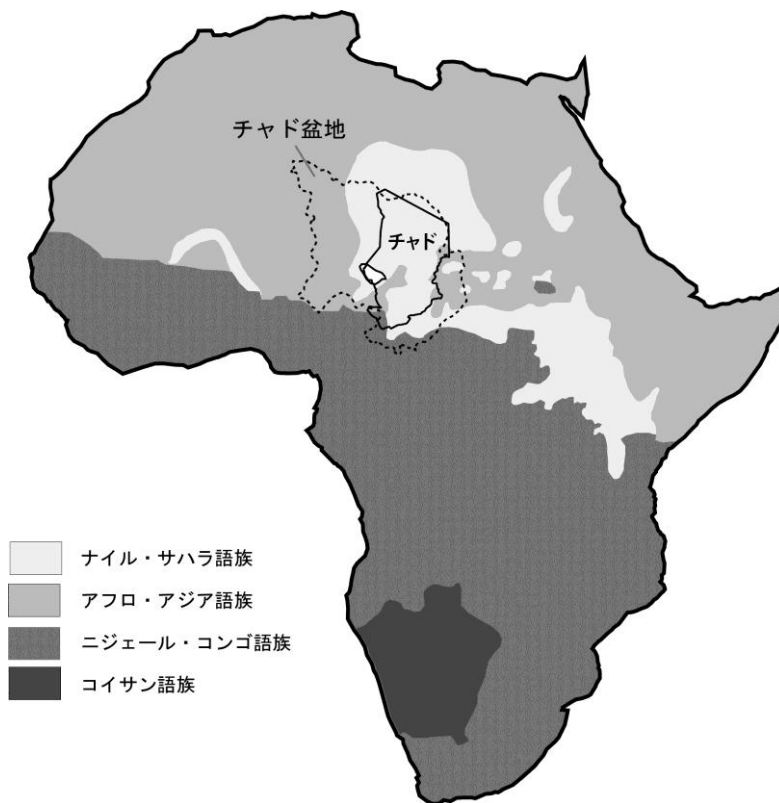 チャド盆地
チャド
ナイル・サハラ語族
アフロ・アジア語族
ニジェール・コンゴ語族
コイサン語族